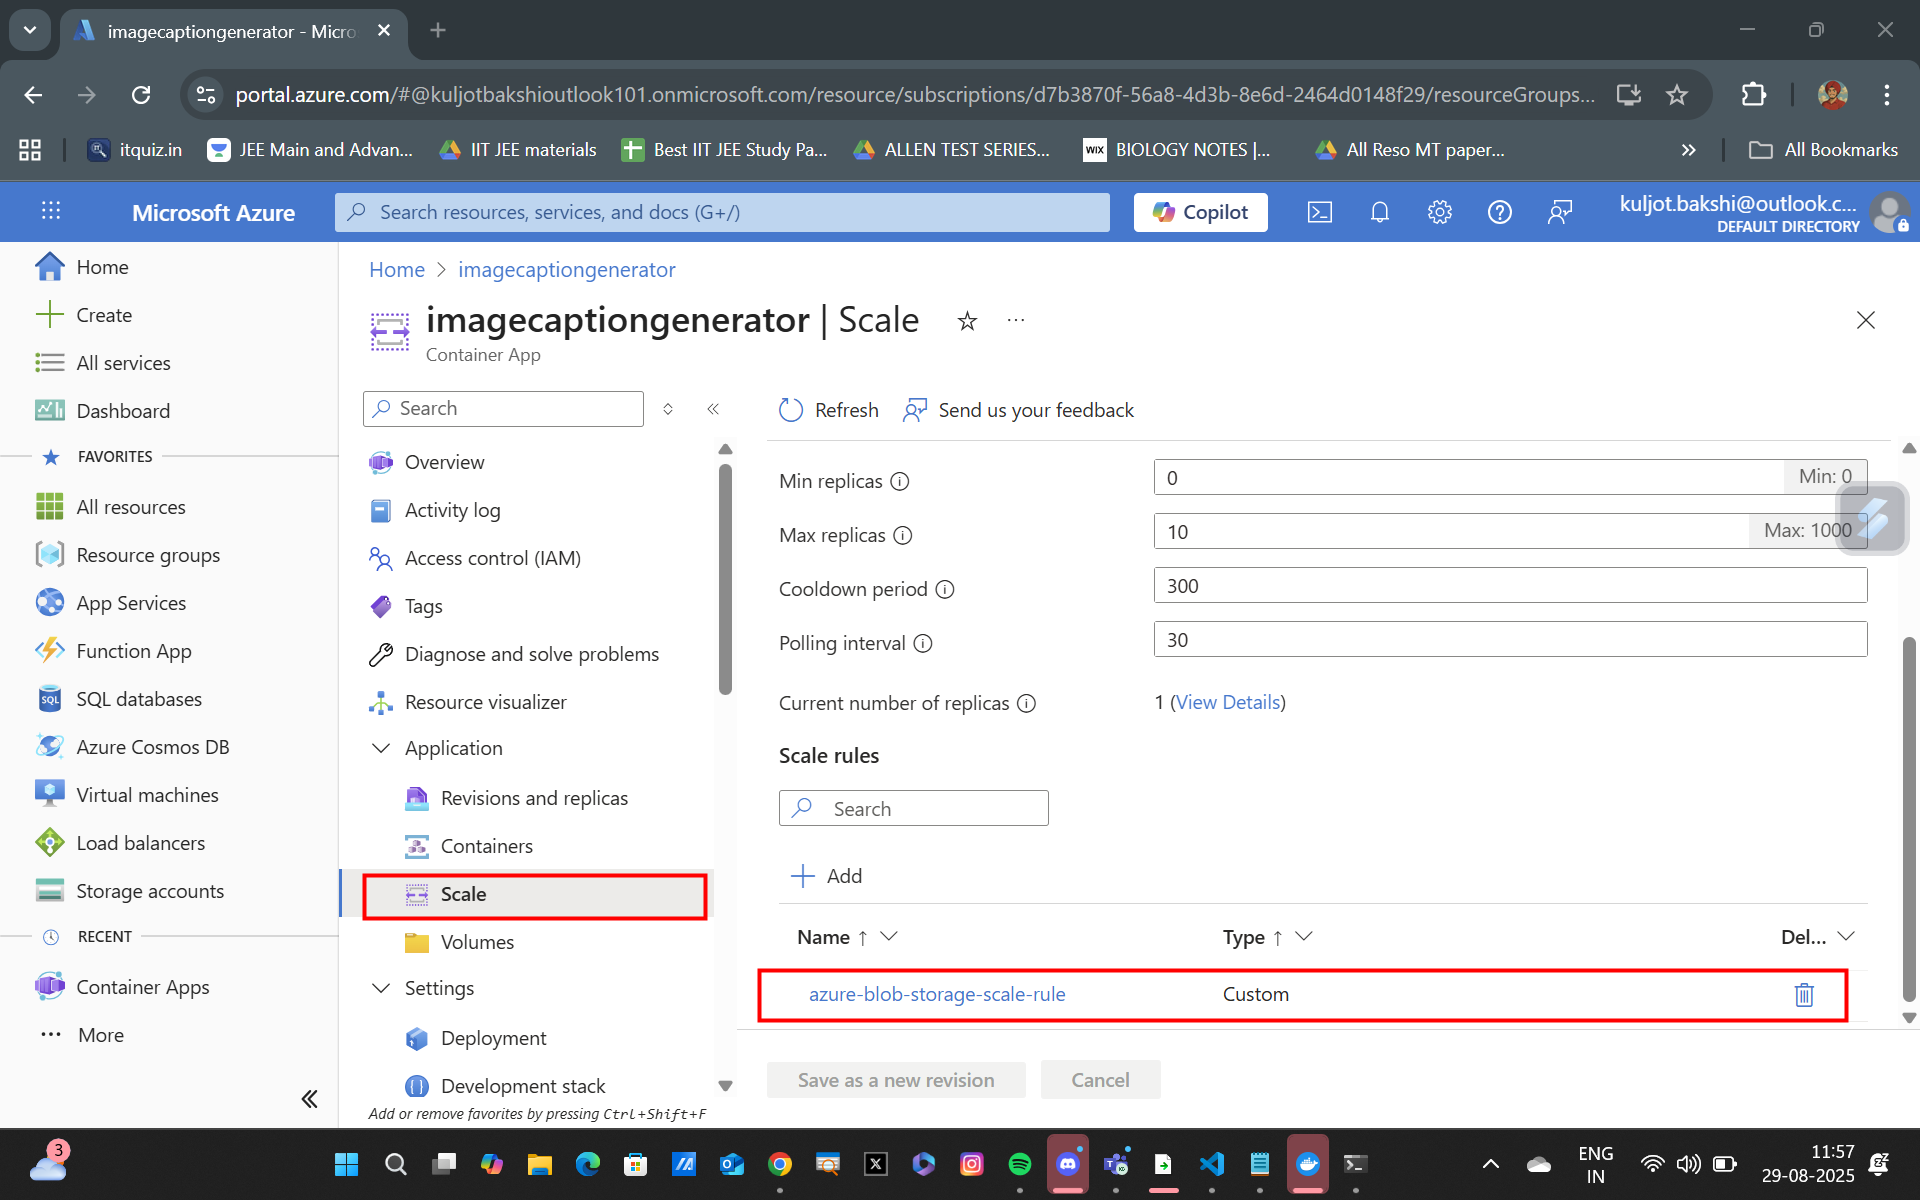 imagecaptiongenerator - Micro
portal.azure.com/#@kuljotbakshioutlook101.onmicrosoft.com/resource/subscriptions/d7b3870f-56a8-4d3b-8e6d-2464d0148f29/resourceGroups...
itquiz.in
JEE Main and Advan...
IIT JEE materials
Best IIT JEE Study Pa...
ALLEN TEST SERIES...
WIX
BIOLOGY NOTES |...
All Reso MT paper...
All Bookmarks
Microsoft Azure
Search resources, services, and docs (G+/)
Copilot
kuljot.bakshi@outlook.c...
DEFAULT DIRECTORY
Home
Create
All services
Dashboard
FAVORITES
All resources
Resource groups
App Services
Function App
SQL databases
Azure Cosmos DB
Virtual machines
Load balancers
Storage accounts
RECENT
Container Apps
More
Home > imagecaptiongenerator
imagecaptiongenerator | Scale
Container App
Search
Overview
Activity log
Access control (IAM)
Tags
Diagnose and solve problems
Resource visualizer
Application
Revisions and replicas
Containers
Scale
Volumes
Settings
Deployment
Development stack
Add or remove favorites by pressing Ctrl+Shift+F
Refresh
Send us your feedback
Min replicas
0
Min: 0
Max replicas
10
Max: 1000
Cooldown period
300
Polling interval
30
Current number of replicas
1 (View Details)
Scale rules
Search
Add
Name ↑
Type ↑
Del...
azure-blob-storage-scale-rule
Custom
Save as a new revision
Cancel
3
ENG
IN
11:57
29-08-2025